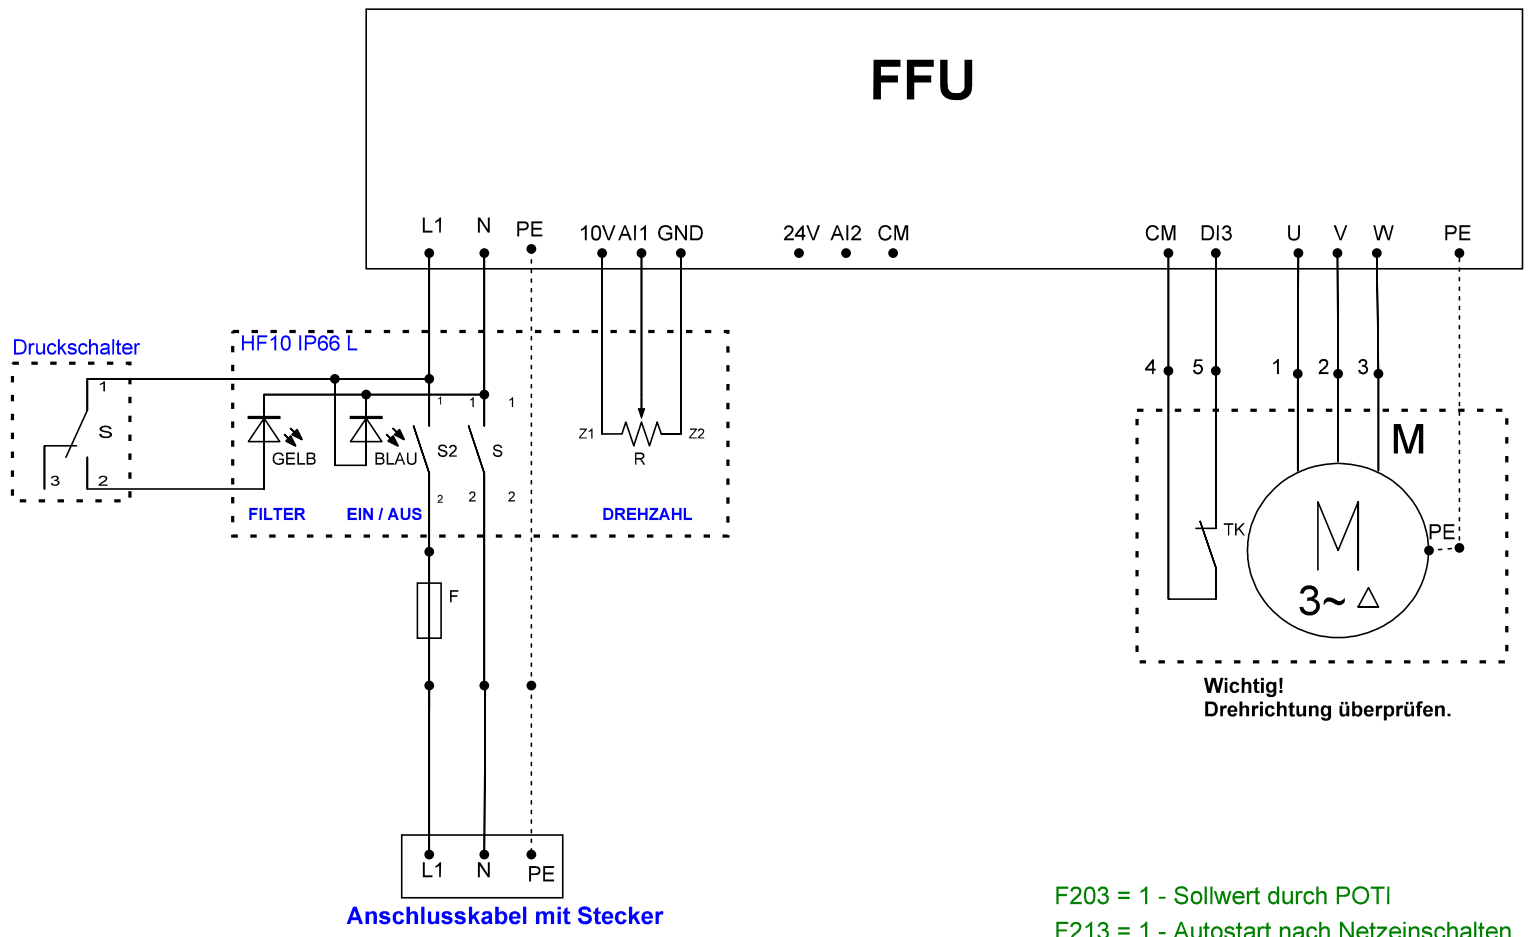 FFU
L1 N PE 10V AI1 GND 24V AI2 CM CM DI3 U V W PE
Druckschalter
HF10 IP66 L
1
S
3 2
GELB
BLAU
1 1 1
S2 S
2 2 2
Z1 Z2
R
FILTER EIN / AUS DREHZAHL
4 5 1 2 3
M
TK
PE
M
3~ △
F
Wichtig!
Drehrichtung überprüfen.
L1 N PE
Anschlusskabel mit Stecker
F203 = 1 - Sollwert durch POTI
F213 = 1 - Autostart nach Netzeinschalten